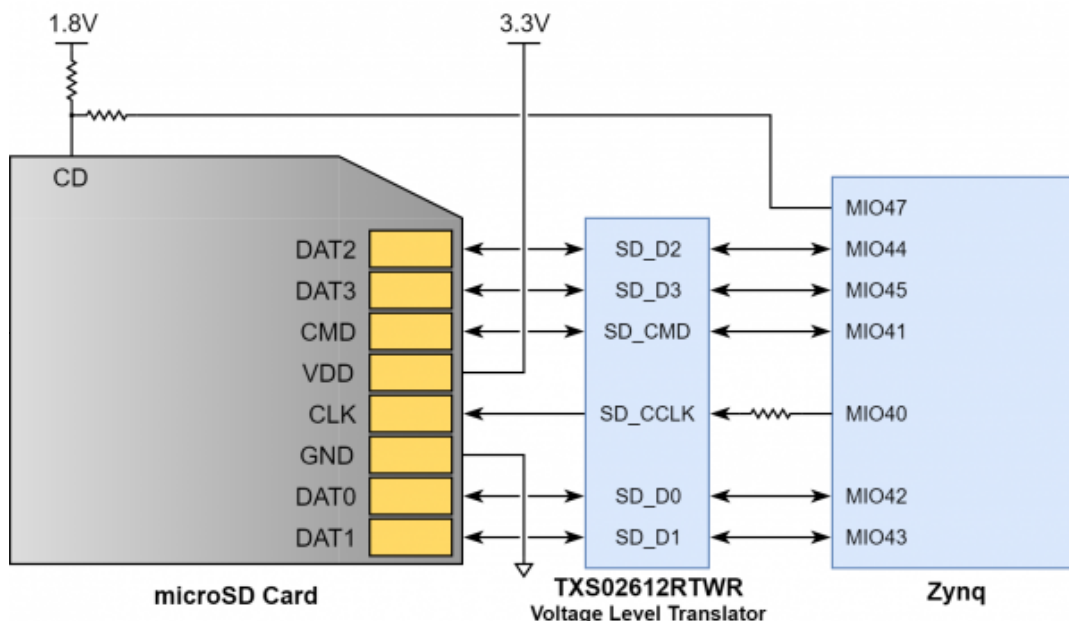 1.8V
3.3V
CD
MIO47
DAT2
SD_D2
MIO44
DAT3
SD_D3
MIO45
CMD
SD_CMD
MIO41
VDD
CLK
SD_CCLK
MIO40
GND
DAT0
SD_D0
MIO42
DAT1
SD_D1
MIO43
microSD Card
TXS02612RTWR
Voltage Level Translator
Zynq